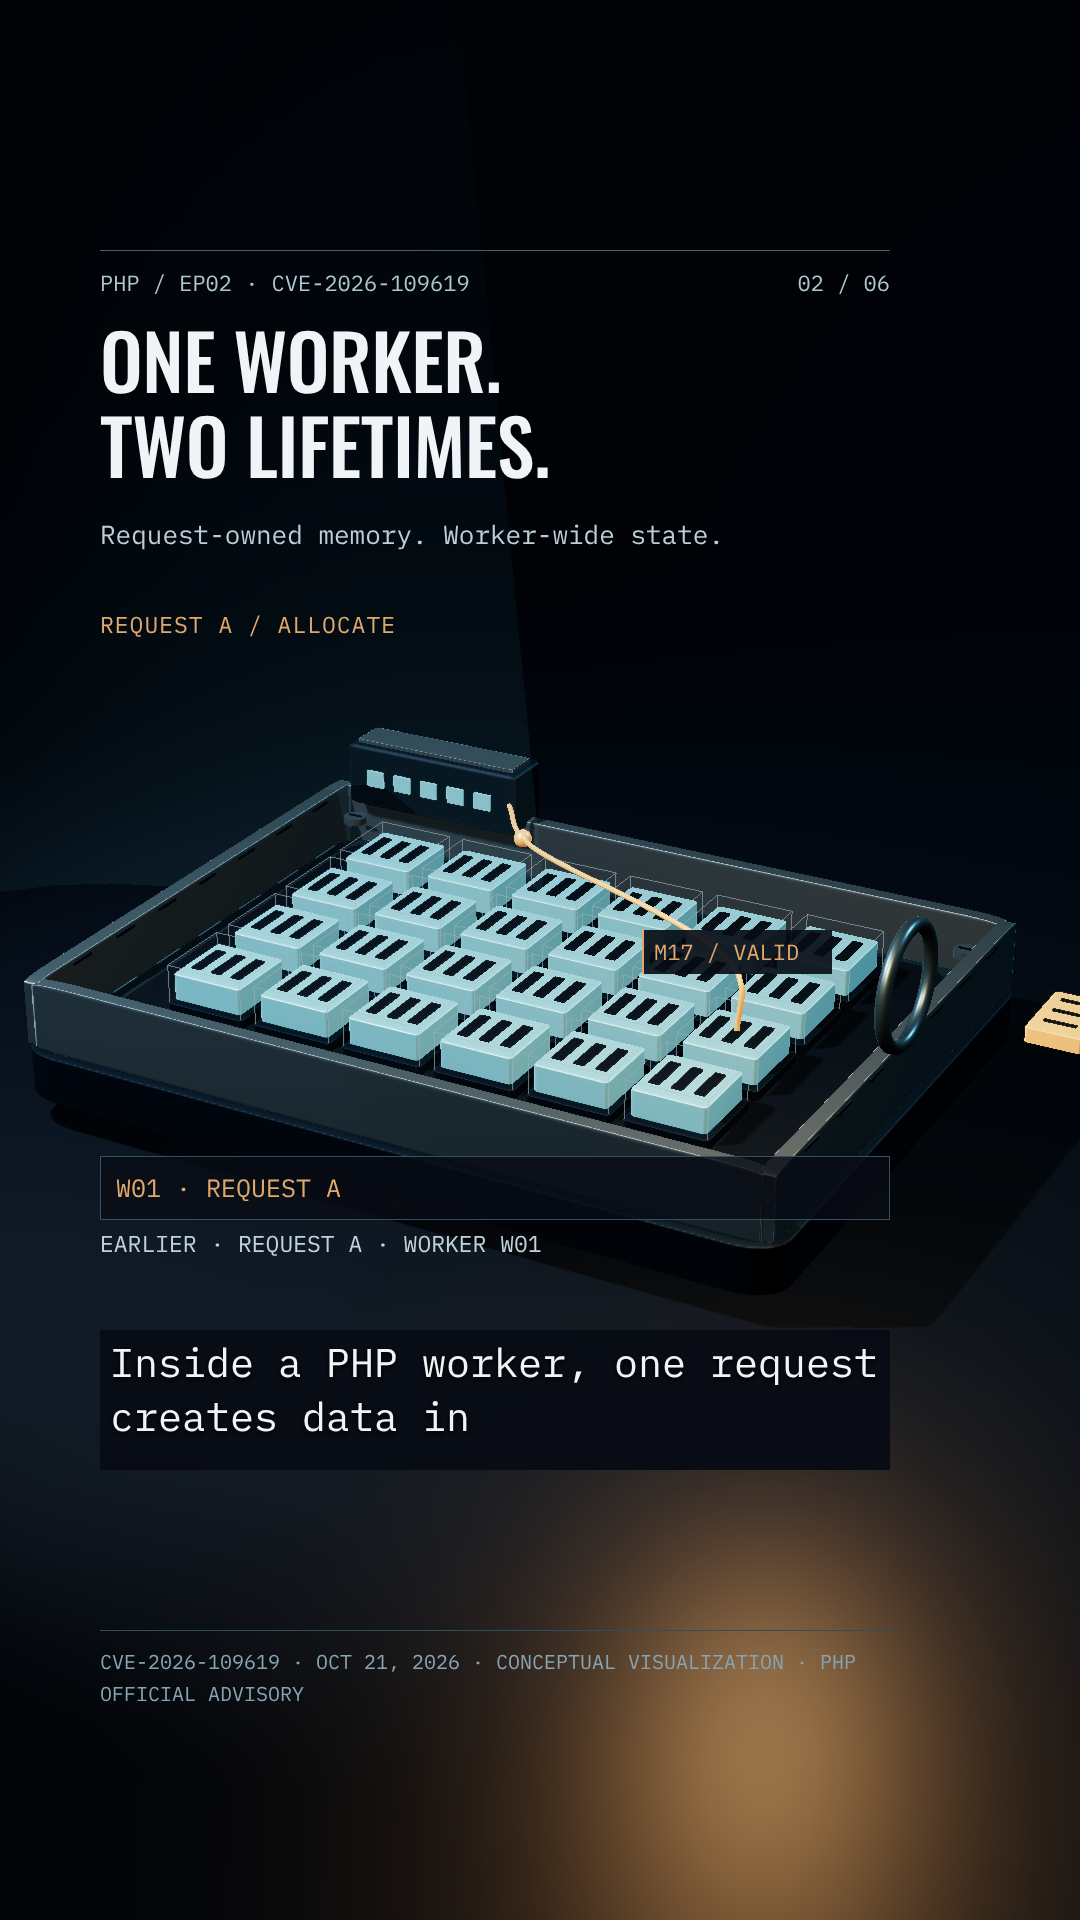 PHP / EP02 · CVE-2026-109619
02 / 06
ONE WORKER.
TWO LIFETIMES.
Request-owned memory. Worker-wide state.
REQUEST A / ALLOCATE
M17 / VALID
W01 · REQUEST A
EARLIER · REQUEST A · WORKER W01
Inside a PHP worker, one request
creates data in
CVE-2026-109619 · OCT 21, 2026 · CONCEPTUAL VISUALIZATION · PHP
OFFICIAL ADVISORY